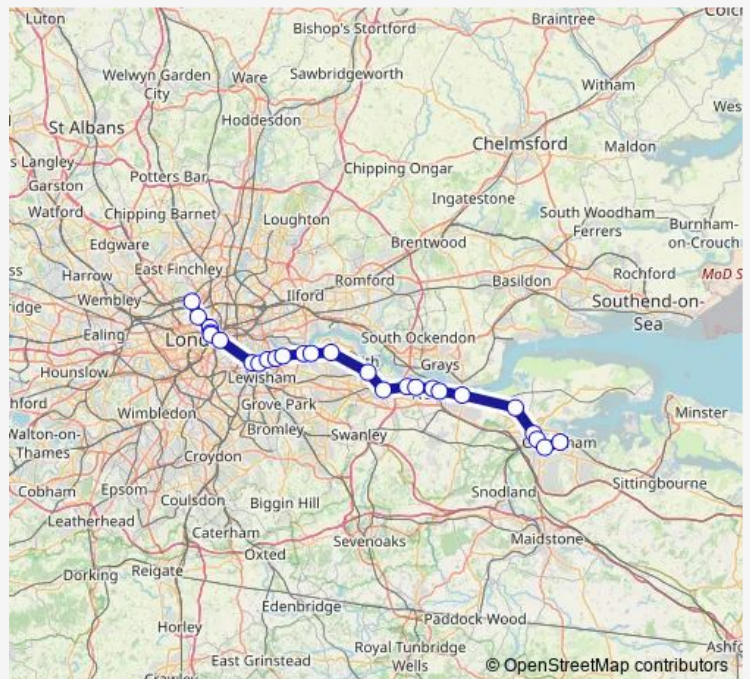 Luton
Bishop's Stortford
Braintree
Welwyn Garden
City
Ware
Sawbridgeworth
Witham
Hoddesdon
St Albans
Chelmsford
Maldon
s Langley
Potters Bar
Chipping Ongar
Garston
Ingatestone
Watford
Chipping Barnet
Loughton
South Woodham
Ferrers
Burnham-
on-Crouch
Edgware
Brentwood
Harrow
East Finchley
Romford
Basildon
Rochford
MoD S
Wembley
Ilford
Southend-on-
Sea
Ealing
South Ockendon
Hounslow
Lewisham
Grays
Wimbledon
Grove Park
Minster
Walton-on-
Thames
Bromley
Swanley
Croydon
Snodland
Sittingbourne
Cobham
Epsom
Coulsdon
Biggin Hill
Leatherhead
Caterham
Sevenoaks
Maidstone
Oxted
Dorking
Reigate
Edenbridge
Paddock Wood
Horley
Royal Tunbridge
Wells
East Grinstead
© OpenStreetMap contributors